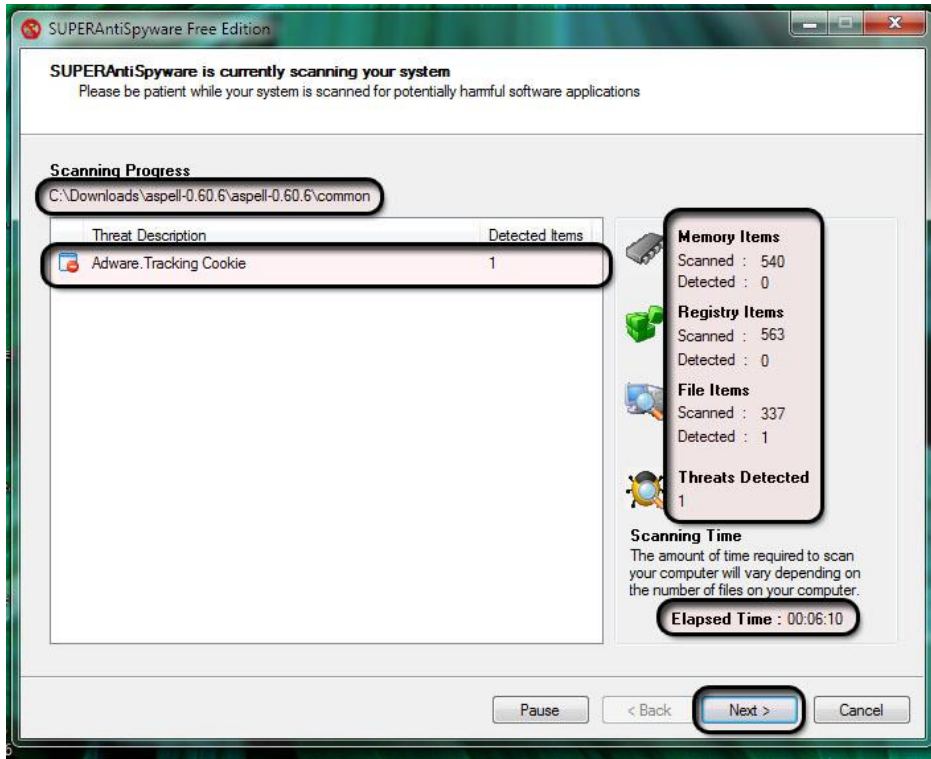 SUPERAntiSpyware Free Edition
SUPERAntiSpyware is currently scanning your system
Please be patient while your system is scanned for potentially harmful software applications
Scanning Progress
C:\Downloads\aspell-0.60.6\aspell-0.60.6\common
Threat Description Detected Items
Adware.Tracking Cookie 1
Memory Items
Scanned : 540
Detected : 0
Registry Items
Scanned : 563
Detected : 0
File Items
Scanned : 337
Detected : 1
Threats Detected
1
Scanning Time
The amount of time required to scan
your computer will vary depending on
the number of files on your computer.
Elapsed Time : 00:06:10
Pause < Back Next > Cancel